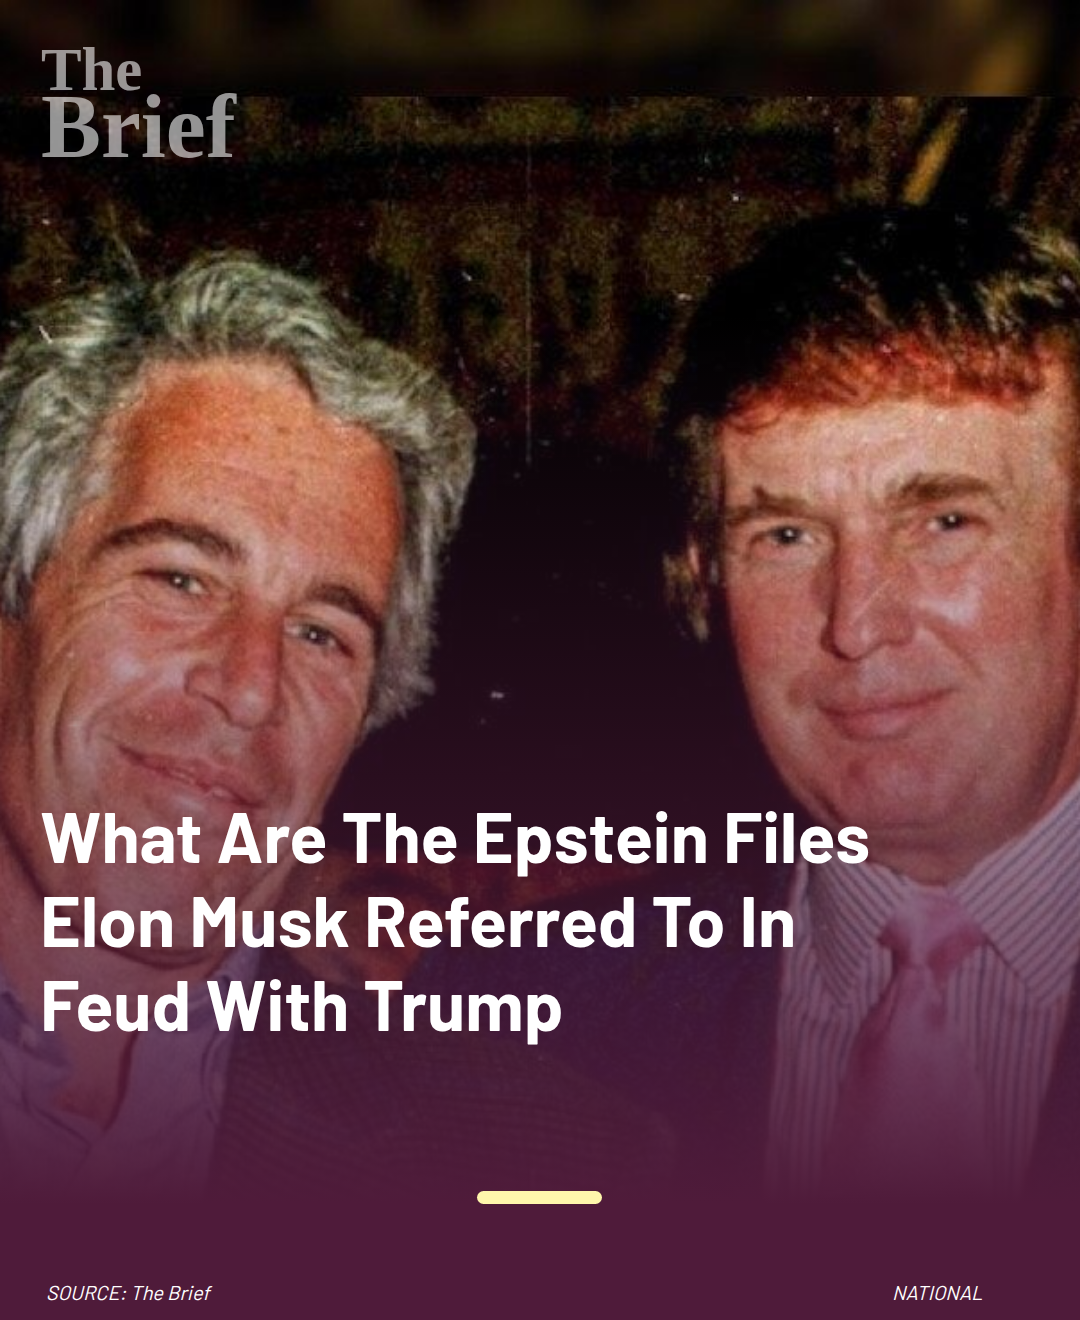 The
Brief
What Are The Epstein Files
Elon Musk Referred To In
Feud With Trump
SOURCE: The Brief
NATIONAL